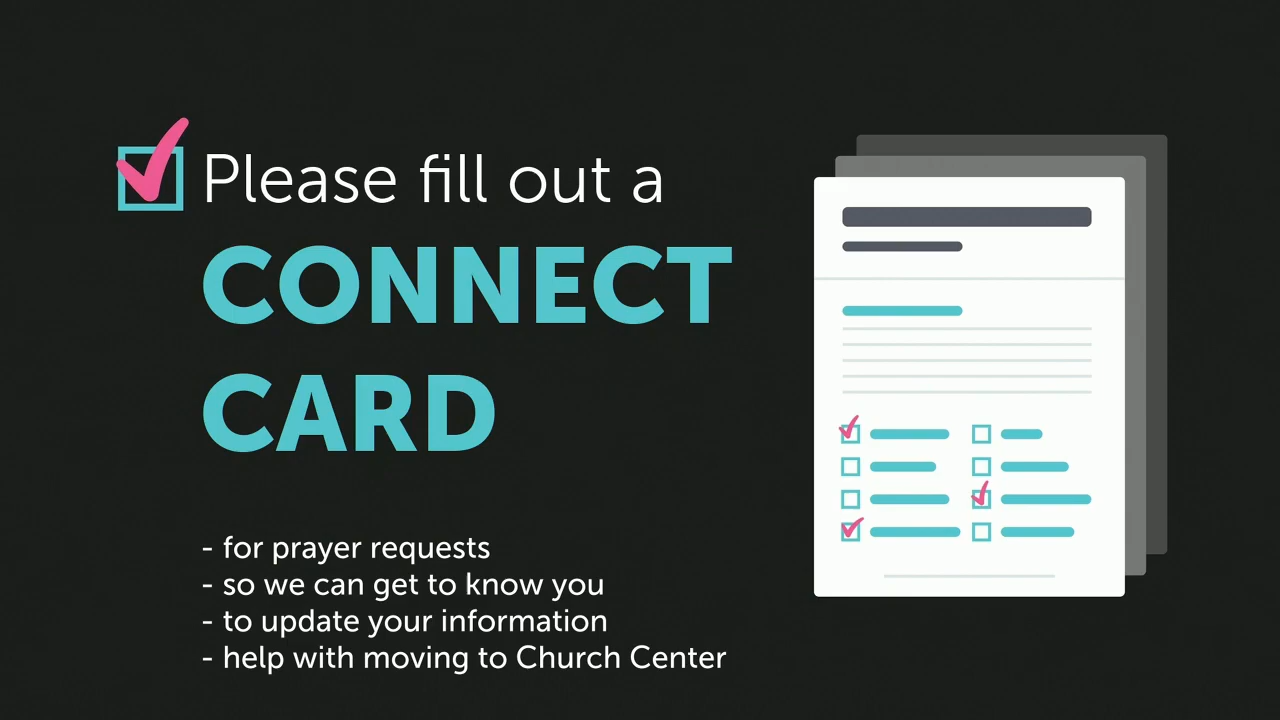 Please fill out a
CONNECT
CARD
- for prayer requests
- so we can get to know you
- to update your information
- help with moving to Church Center